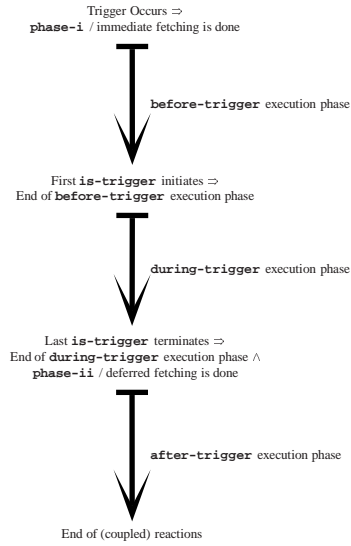 Trigger Occurs ⇒
phase-i / immediate fetching is done
before-trigger execution phase
First is-trigger initiates ⇒
End of before-trigger execution phase
during-trigger execution phase
Last is-trigger terminates ⇒
End of during-trigger execution phase ∧
phase-ii / deferred fetching is done
after-trigger execution phase
End of (coupled) reactions